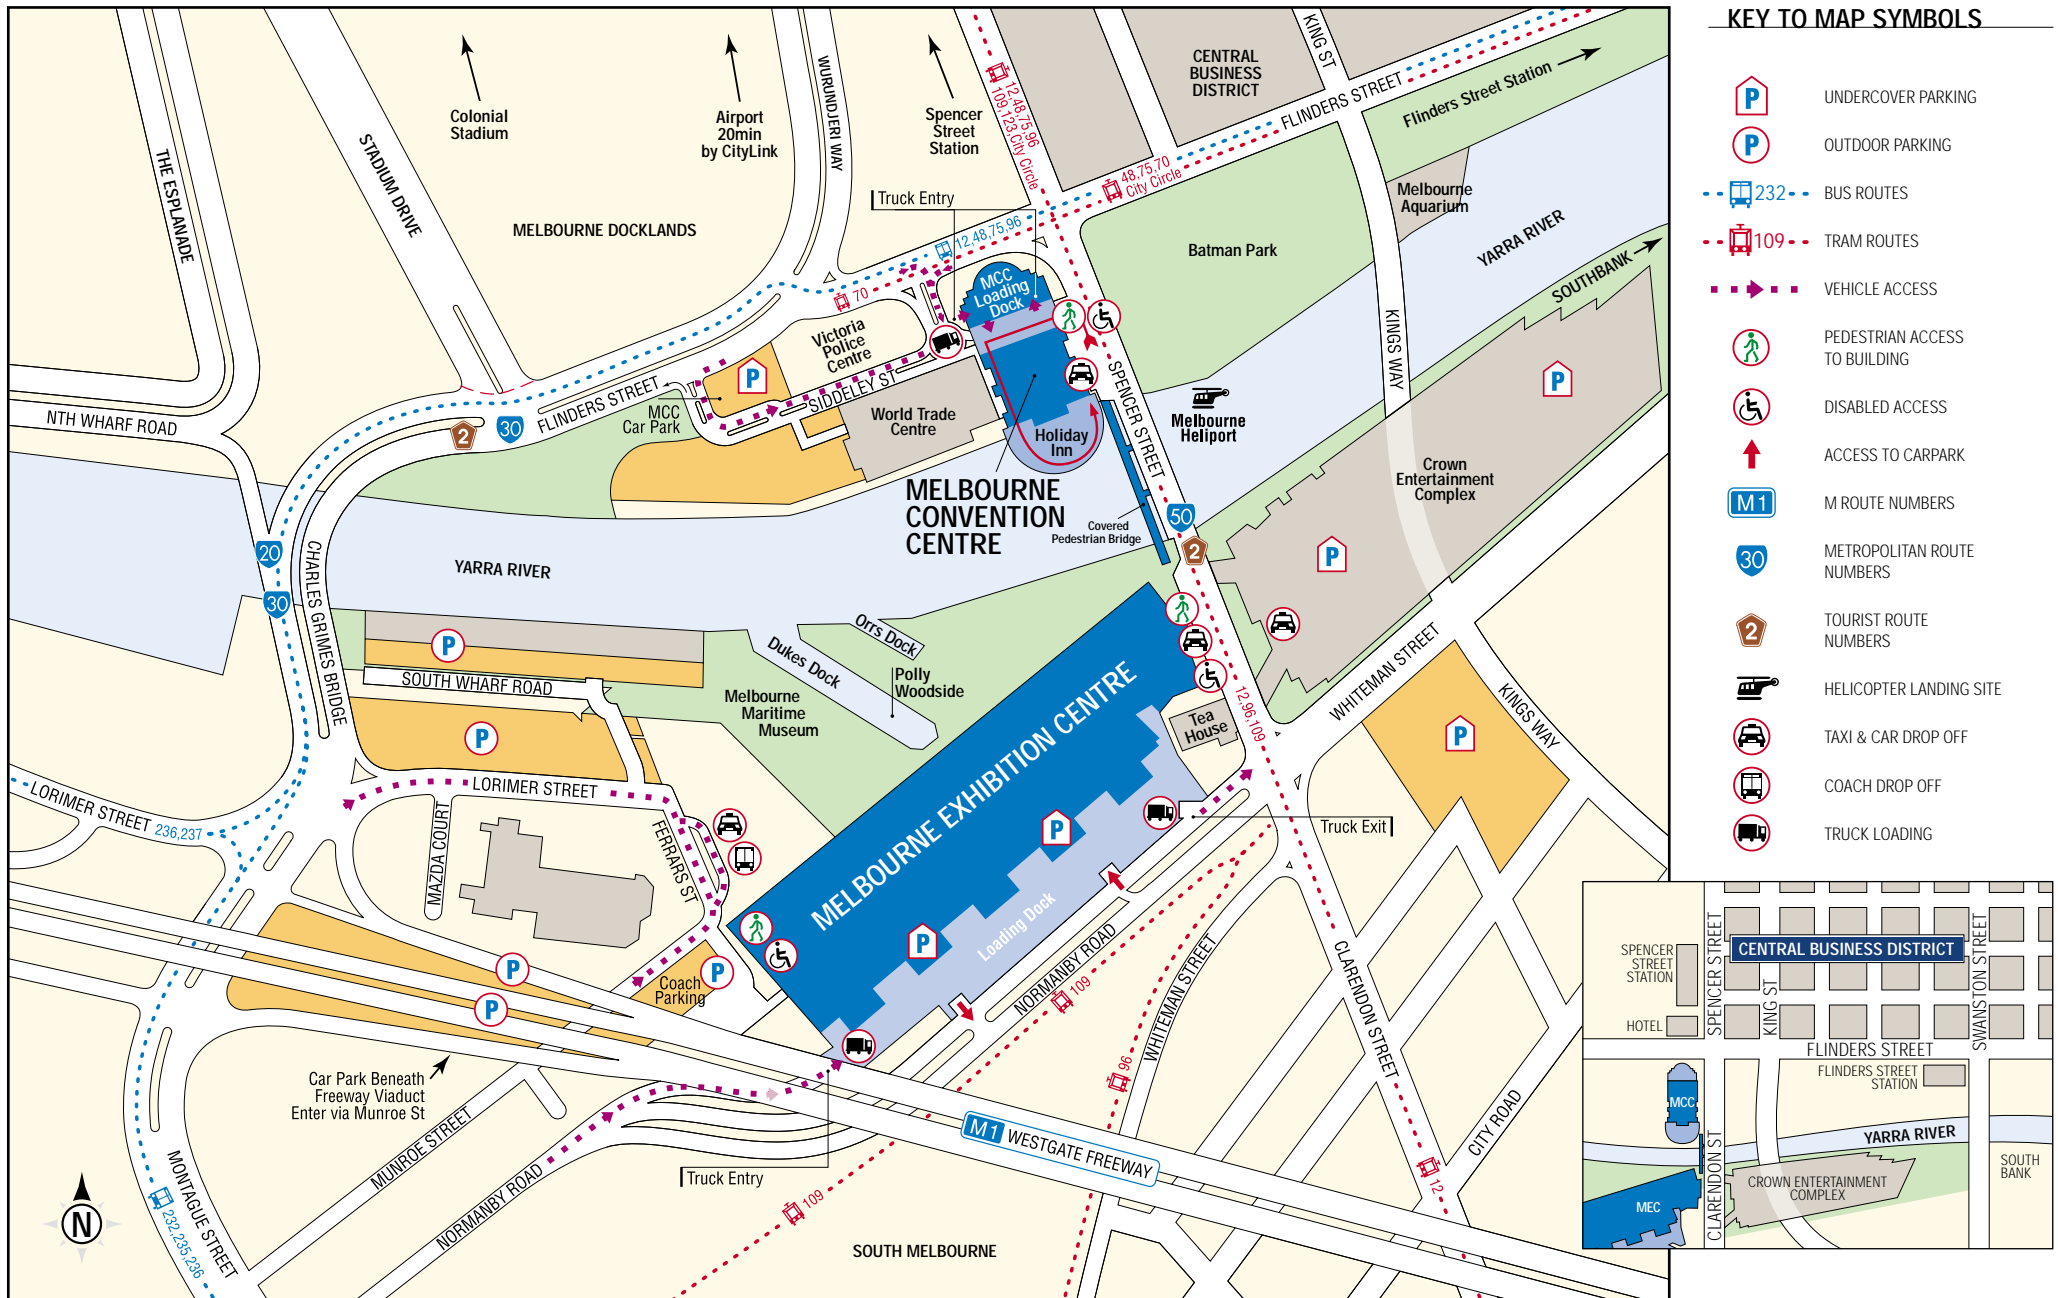 KEY TO MAP SYMBOLS
P
UNDERCOVER PARKING
P
OUTDOOR PARKING
232
BUS ROUTES
109
TRAM ROUTES
VEHICLE ACCESS
PEDESTRIAN ACCESS
TO BUILDING
DISABLED ACCESS
ACCESS TO CARPARK
M1
M ROUTE NUMBERS
30
METROPOLITAN ROUTE
NUMBERS
2
TOURIST ROUTE
NUMBERS
HELICOPTER LANDING SITE
TAXI & CAR DROP OFF
COACH DROP OFF
TRUCK LOADING
THE ESPLANADE
STADIUM DRIVE
Colonial
Stadium
Airport
20min
by CityLink
WURUNDJERI WAY
Spencer
Street
Station
12,48,75,96
109,123,City Circle
CENTRAL
BUSINESS
DISTRICT
KING ST
FLINDERS STREET
Flinders Street Station
48,75,70
City Circle
Truck Entry
MELBOURNE DOCKLANDS
12,48,75,96
70
Batman Park
Melbourne
Aquarium
YARRA RIVER
SOUTHBANK
KINGS WAY
MCC
Loading
Dock
Victoria
Police
Centre
P
SIDDELEY ST
MCC
Car Park
World Trade
Centre
Holiday
Inn
SPENCER STREET
Melbourne
Heliport
P
Crown
Entertainment
Complex
NTH WHARF ROAD
2
30
FLINDERS STREET
MELBOURNE
CONVENTION
CENTRE
Covered
Pedestrian Bridge
50
2
P
20
30
CHARLES GRIMES BRIDGE
YARRA RIVER
P
SOUTH WHARF ROAD
P
Dukes Dock
Orrs Dock
Polly
Woodside
Melbourne
Maritime
Museum
MELBOURNE EXHIBITION CENTRE
Tea
House
12,96,109
WHITEMAN STREET
KINGS WAY
P
LORIMER STREET
236,237
LORIMER STREET
MAZDA COURT
FERRARS ST
P
P
Loading Dock
Truck Exit
P
P
P
Coach
Parking
NORMANBY ROAD
109
WHITEMAN STREET
96
CLARENDON STREET
CITY ROAD
12
Car Park Beneath
Freeway Viaduct
Enter via Munroe St
MUNROE STREET
NORMANBY ROAD
Truck Entry
M1 WESTGATE FREEWAY
109
SOUTH MELBOURNE
MONTAGUE STREET
232,235,236
N
SPENCER
STREET
STATION
HOTEL
SPENCER STREET
CENTRAL BUSINESS DISTRICT
KING ST
SWANSTON STREET
FLINDERS STREET
FLINDERS STREET
STATION
MCC
YARRA RIVER
SOUTH
BANK
CROWN ENTERTAINMENT
COMPLEX
MEC
CLARENDON ST